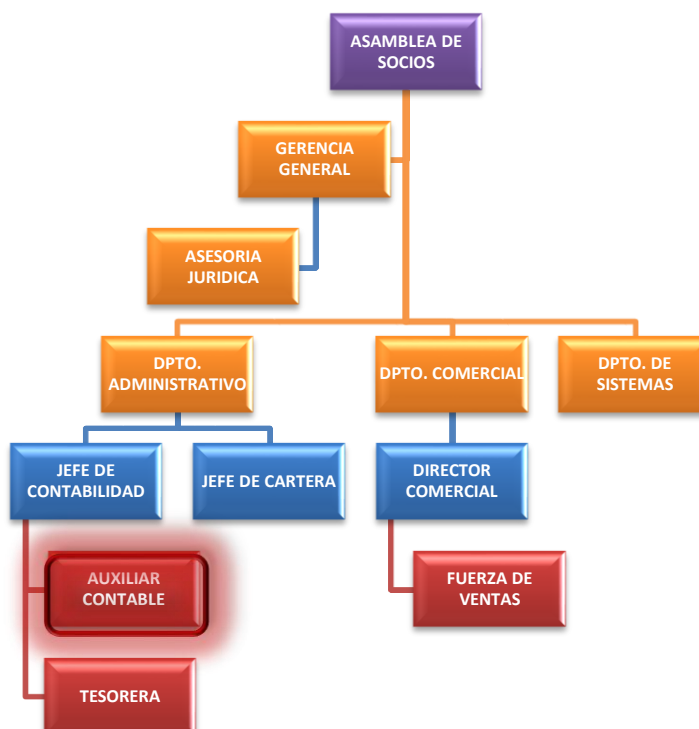 ASAMBLEA DE
SOCIOS
GERENCIA
GENERAL
ASESORIA
JURIDICA
DPTO.
ADMINISTRATIVO
DPTO. COMERCIAL
DPTO. DE
SISTEMAS
JEFE DE
CONTABILIDAD
JEFE DE CARTERA
DIRECTOR
COMERCIAL
AUXILIAR
CONTABLE
FUERZA DE
VENTAS
TESORERA